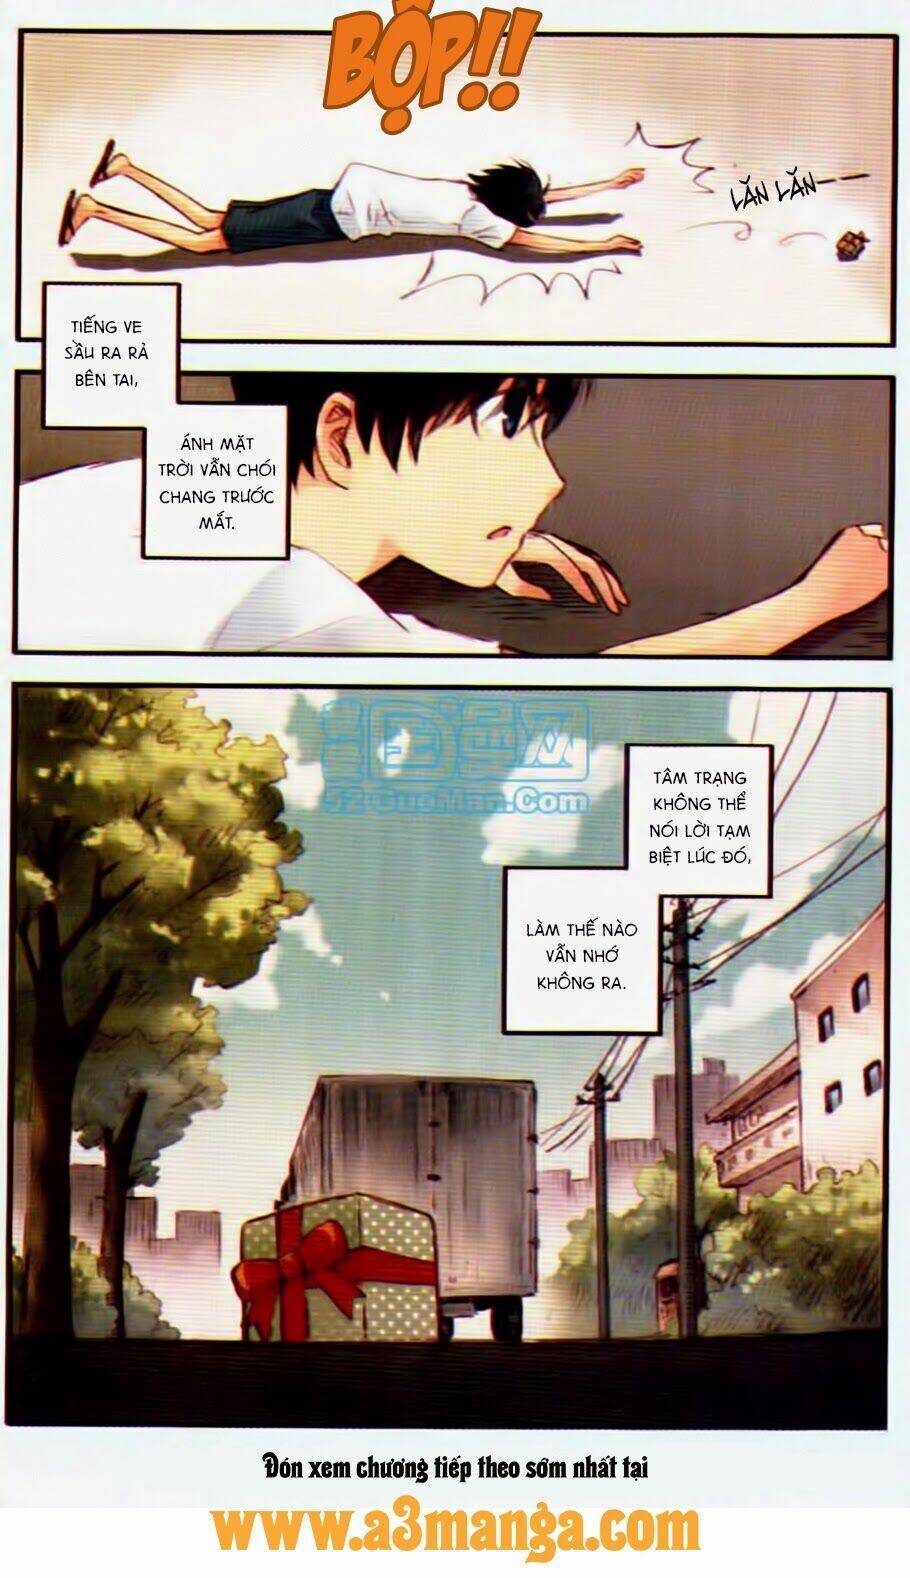 BỘP!!
LĂN LĂN——
TIẾNG VE
SẦU RA RẢ
BÊN TAI,
ÁNH MẶT
TRỜI VẪN CHÓI
CHANG TRƯỚC
MẮT.
52GuoMan.Com
TÂM TRẠNG
KHÔNG THỂ
NÓI LỜI TẠM
BIỆT LÚC ĐÓ,
LÀM THẾ NÀO
VẪN NHỚ
KHÔNG RA.
Đón xem chương tiếp theo sớm nhất tại
www.a3manga.com